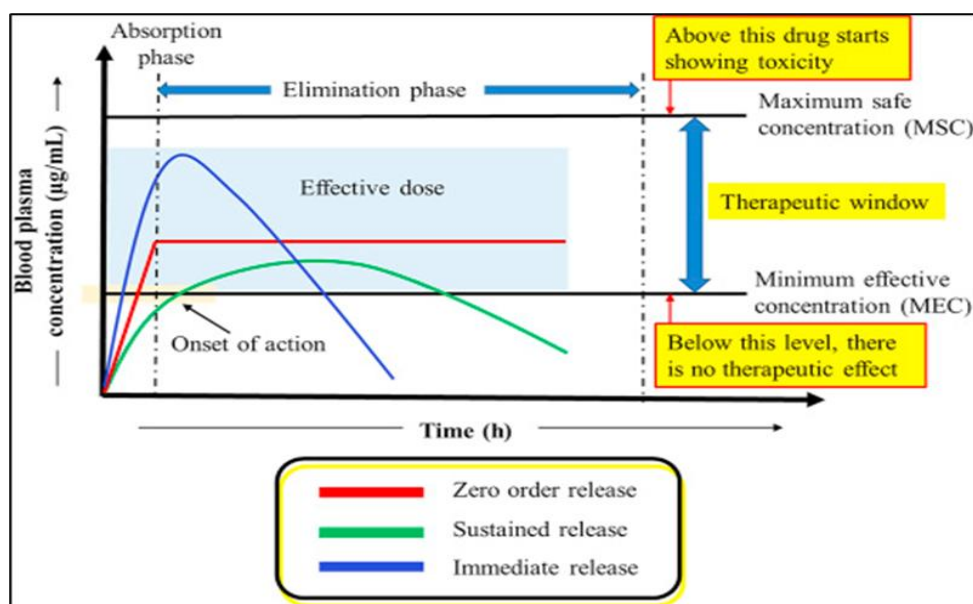 Absorption
phase
Above this drug starts
showing toxicity
Elimination phase
Maximum safe
concentration (MSC)
Effective dose
Therapeutic window
Blood plasma
concentration (µg/mL)
Minimum effective
concentration (MEC)
Onset of action
Below this level, there
is no therapeutic effect
Time (h)
Zero order release
Sustained release
Immediate release